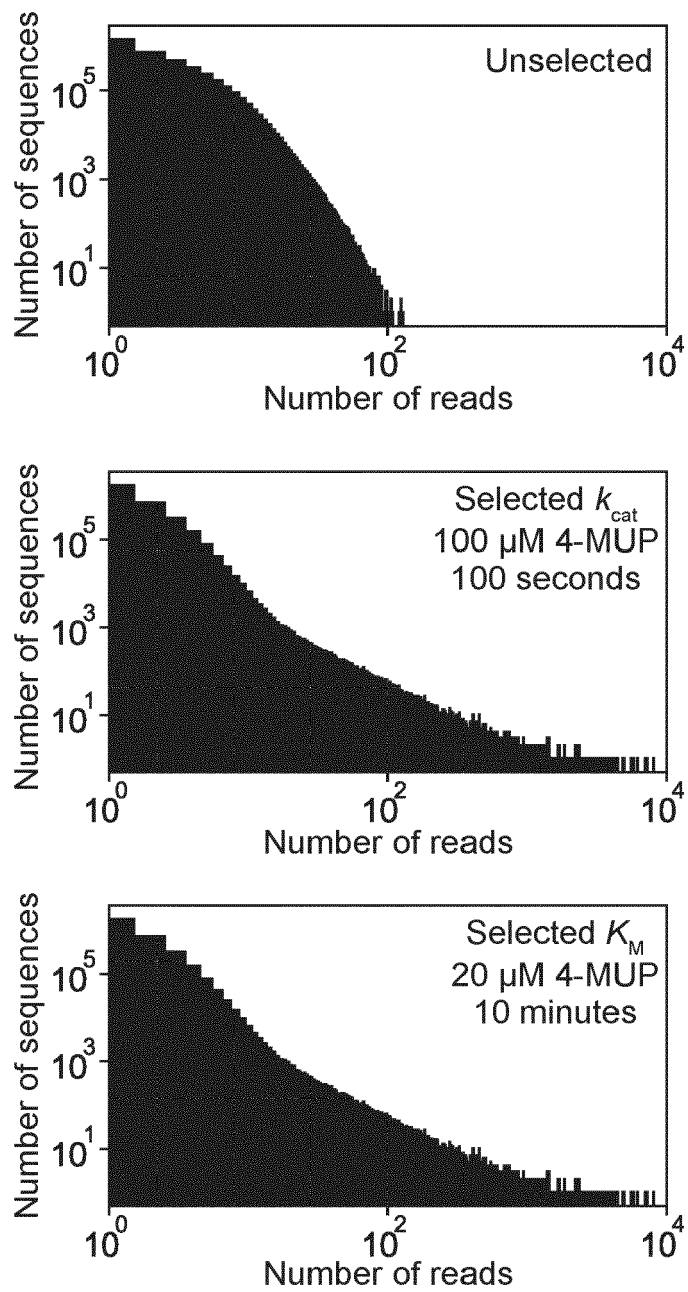 Number of sequences
10^5
10^3
10^1
Unselected
10^0
10^2
10^4
Number of reads
Number of sequences
10^5
10^3
10^1
Selected k_cat
100 µM 4-MUP
100 seconds
10^0
10^2
10^4
Number of reads
Number of sequences
10^5
10^3
10^1
Selected K_M
20 µM 4-MUP
10 minutes
10^0
10^2
10^4
Number of reads